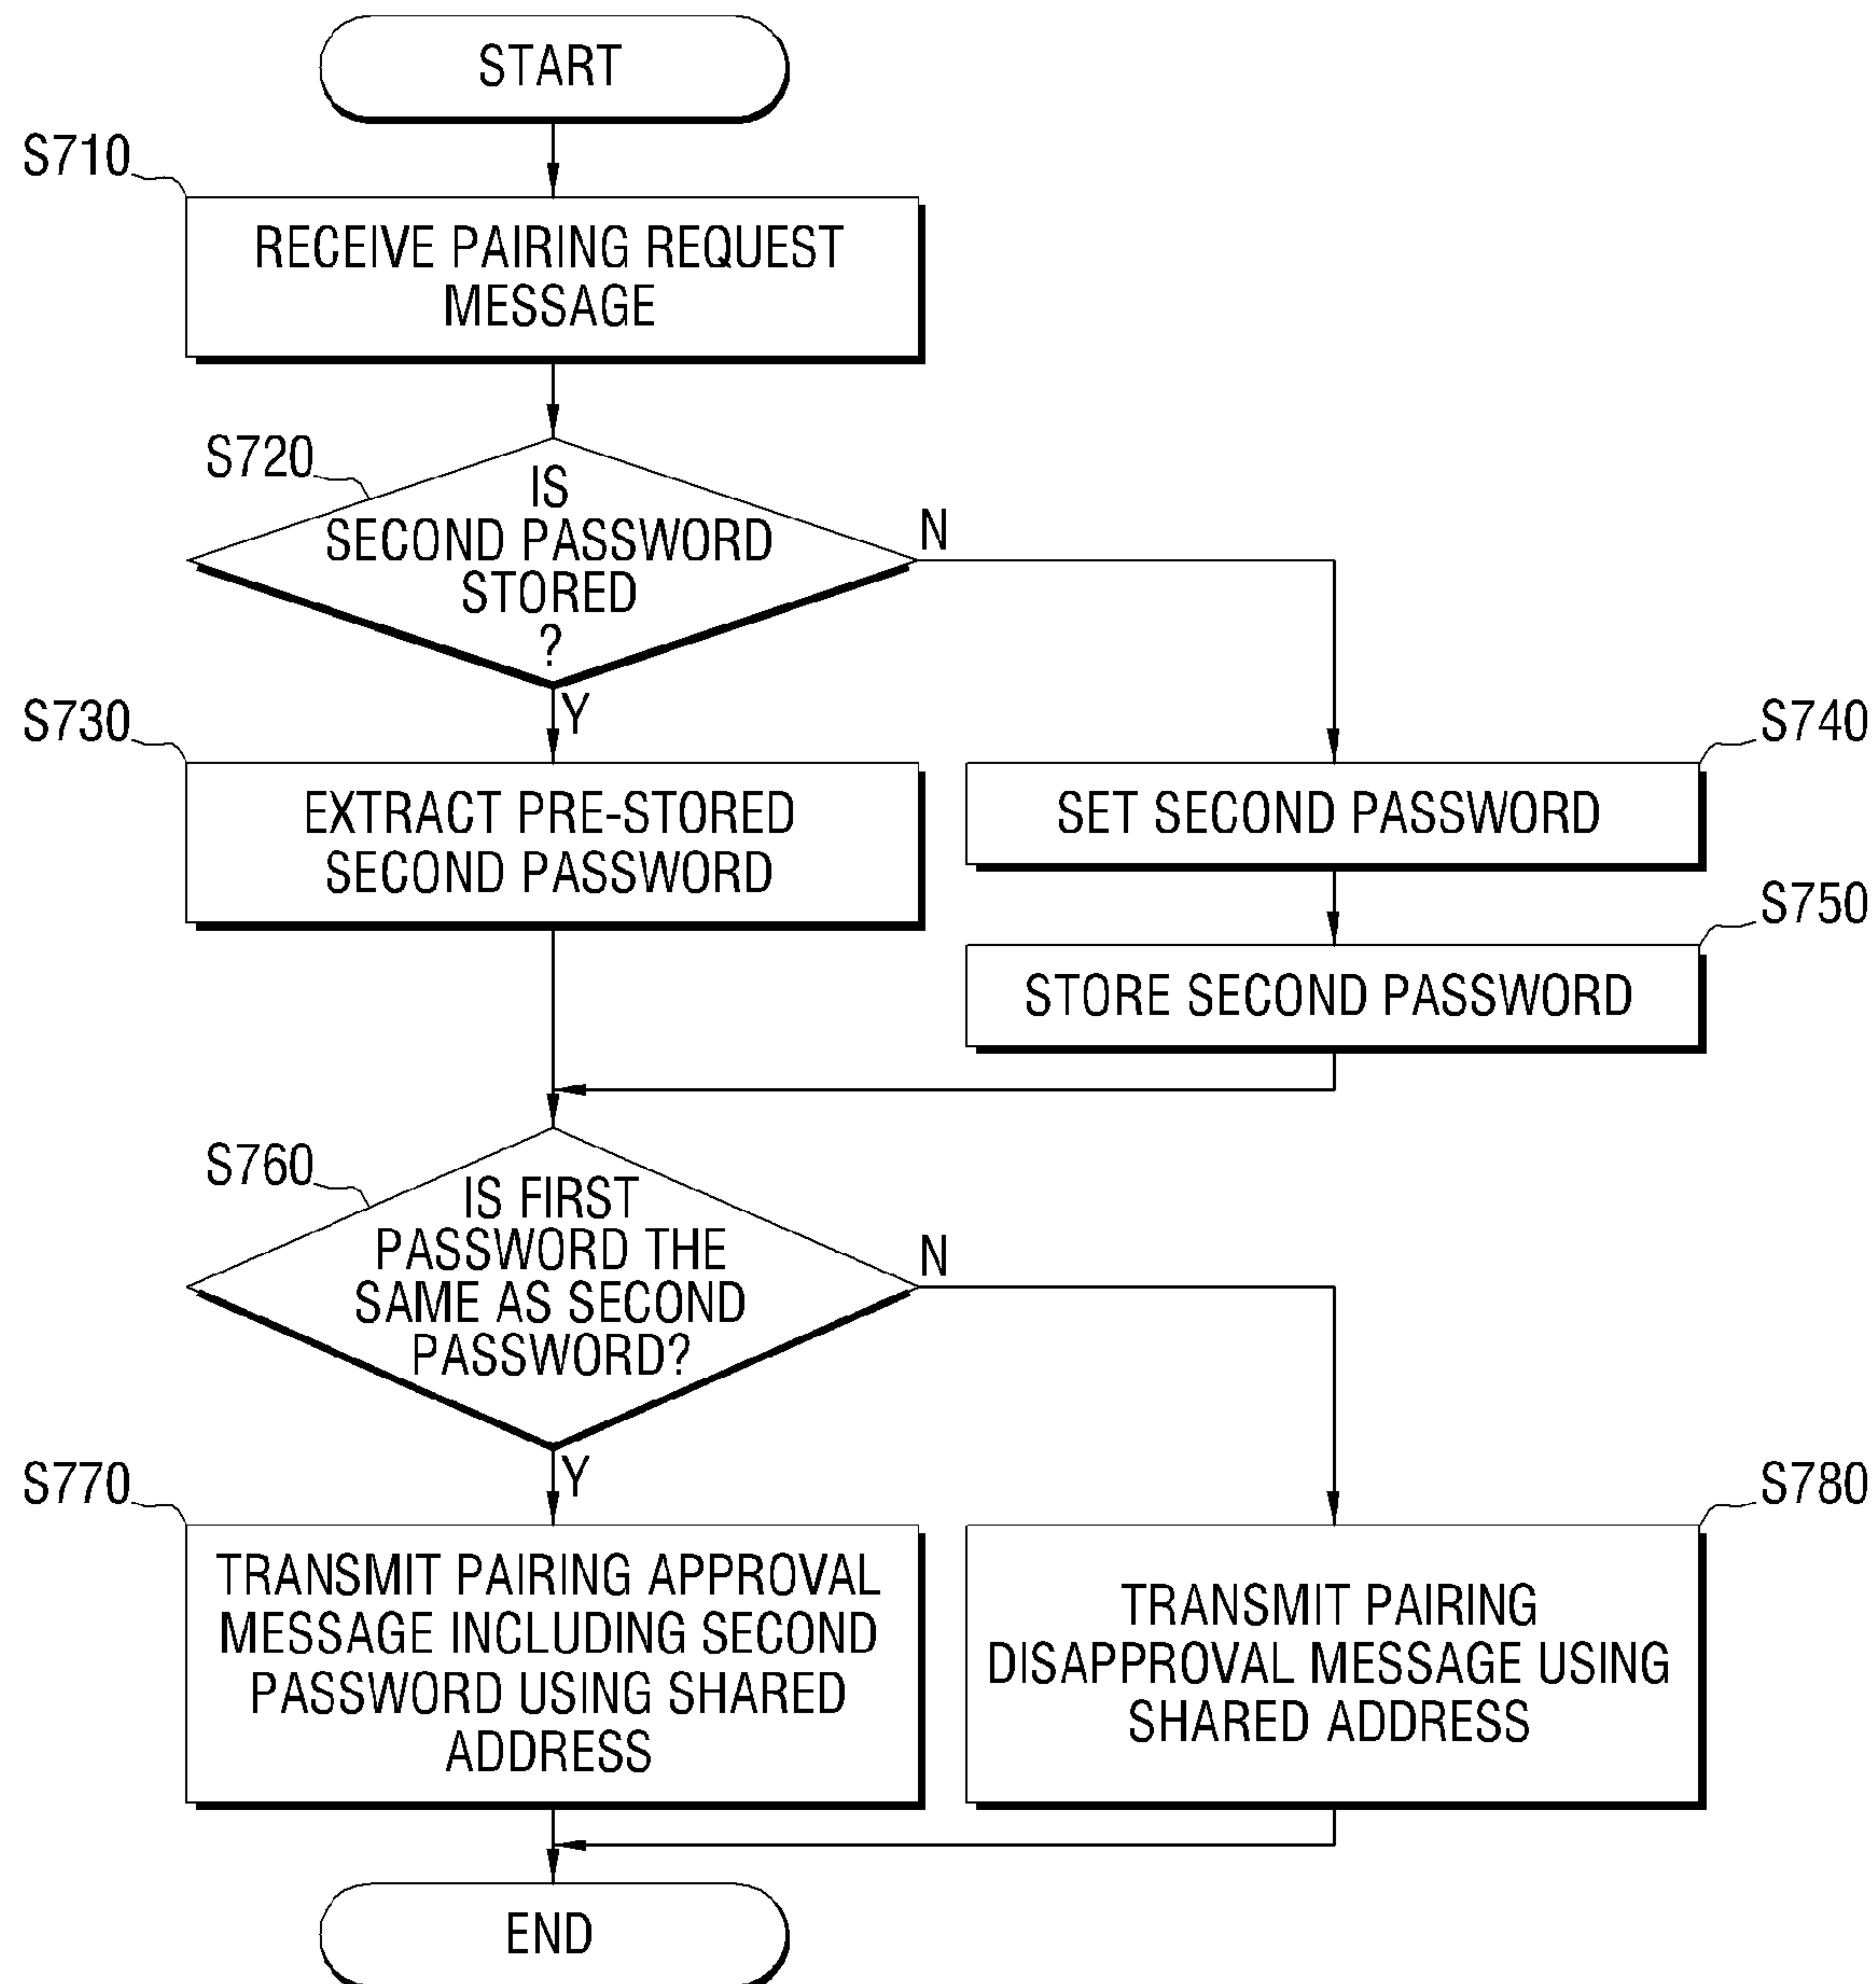 START
S710
RECEIVE PAIRING REQUEST
MESSAGE
S720
IS
SECOND PASSWORD
STORED
?
N
Y
S730
EXTRACT PRE-STORED
SECOND PASSWORD
S740
SET SECOND PASSWORD
S750
STORE SECOND PASSWORD
S760
IS FIRST
PASSWORD THE
SAME AS SECOND
PASSWORD?
N
Y
S770
TRANSMIT PAIRING APPROVAL
MESSAGE INCLUDING SECOND
PASSWORD USING SHARED
ADDRESS
S780
TRANSMIT PAIRING
DISAPPROVAL MESSAGE USING
SHARED ADDRESS
END